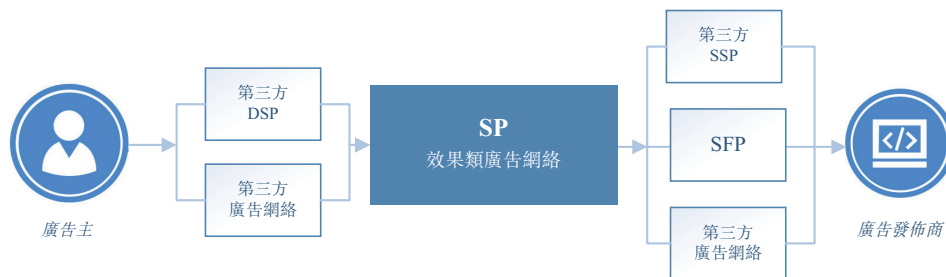 廣告主
第三方
DSP
第三方
廣告網絡
SP
效果類廣告網絡
第三方
SSP
SFP
第三方
廣告網絡
</>
廣告發佈商